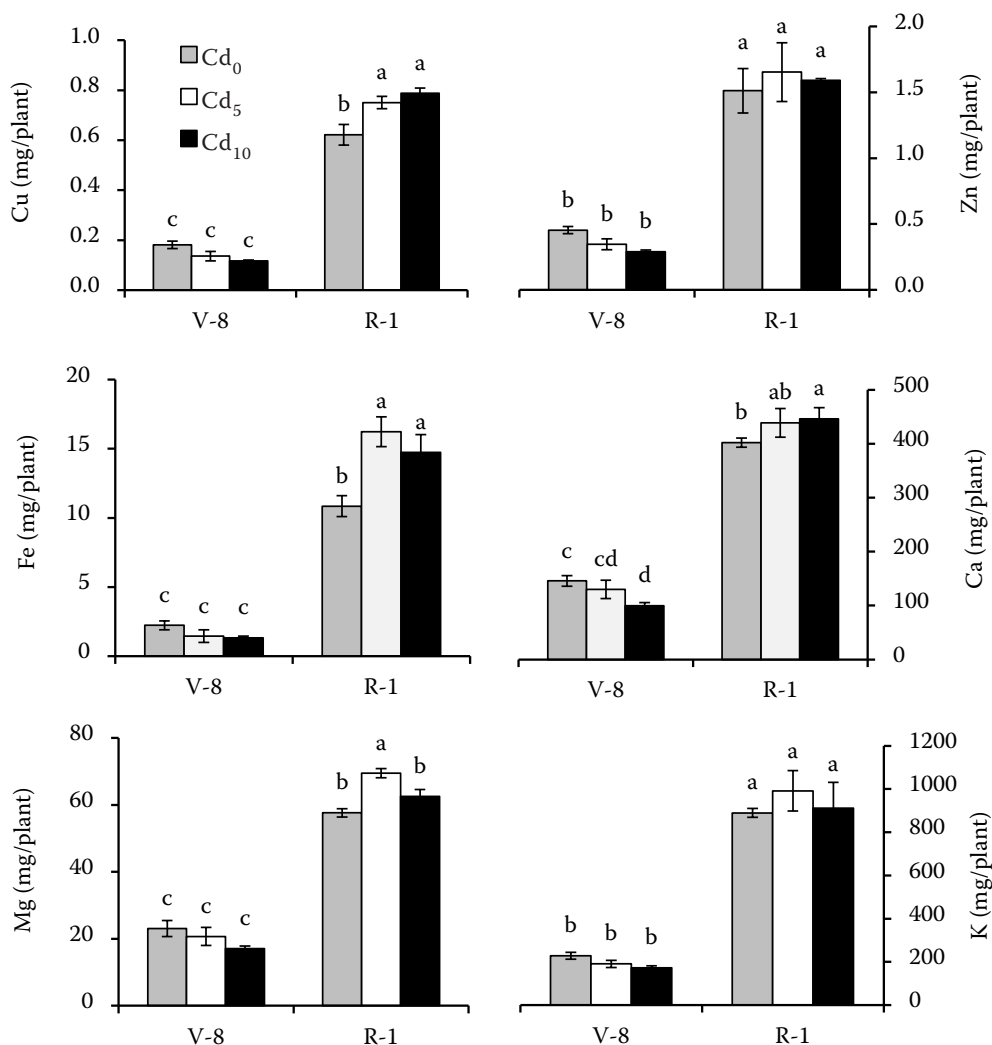 Cu (mg/plant)
1.0
0.8
0.6
0.4
0.2
0.0
Cd₀
Cd₅
Cd₁₀
c c c
b a a
V-8 R-1
Zn (mg/plant)
2.0
1.5
1.0
0.5
0.0
b b b
a a a
V-8 R-1
Fe (mg/plant)
20
15
10
5
0
c c c
b a a
V-8 R-1
Ca (mg/plant)
500
400
300
200
100
0
c cd d
b ab a
V-8 R-1
Mg (mg/plant)
80
60
40
20
0
c c c
b a b
V-8 R-1
K (mg/plant)
1200
1000
800
600
400
200
0
b b b
a a a
V-8 R-1